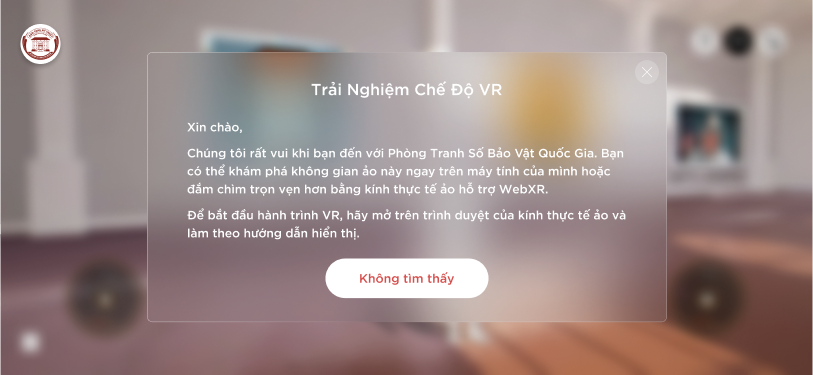 Trải Nghiệm Chế Độ VR
Xin chào,
Chúng tôi rất vui khi bạn đến với Phòng Tranh Số Bảo Vật Quốc Gia. Bạn
có thể khám phá không gian ảo này ngay trên máy tính của mình hoặc
đắm chìm trọn vẹn hơn bằng kính thực tế ảo hỗ trợ WebXR.
Để bắt đầu hành trình VR, hãy mở trên trình duyệt của kính thực tế ảo và
làm theo hướng dẫn hiển thị.
Không tìm thấy